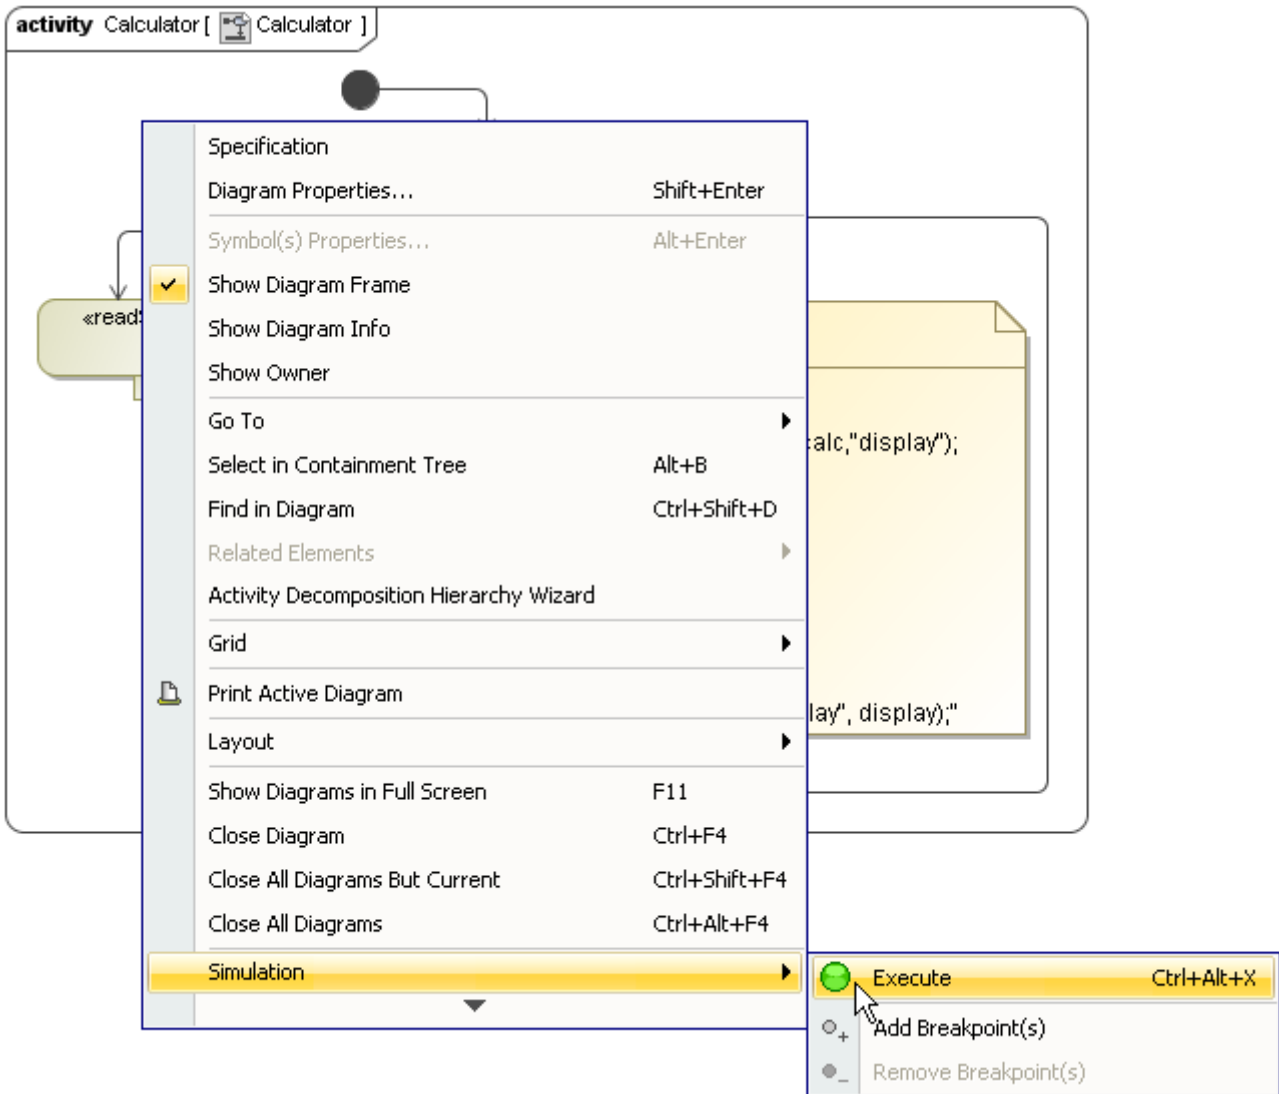 activity Calculator [ Calculator ]
Specification
Diagram Properties... Shift+Enter
Symbol(s) Properties... Alt+Enter
Show Diagram Frame
«read
Show Diagram Info
Show Owner
Go To
alc,"display");
Select in Containment Tree Alt+B
Find in Diagram Ctrl+Shift+D
Related Elements
Activity Decomposition Hierarchy Wizard
Grid
Print Active Diagram
lay", display);"
Layout
Show Diagrams in Full Screen F11
Close Diagram Ctrl+F4
Close All Diagrams But Current Ctrl+Shift+F4
Close All Diagrams Ctrl+Alt+F4
Simulation
Execute Ctrl+Alt+X
Add Breakpoint(s)
Remove Breakpoint(s)